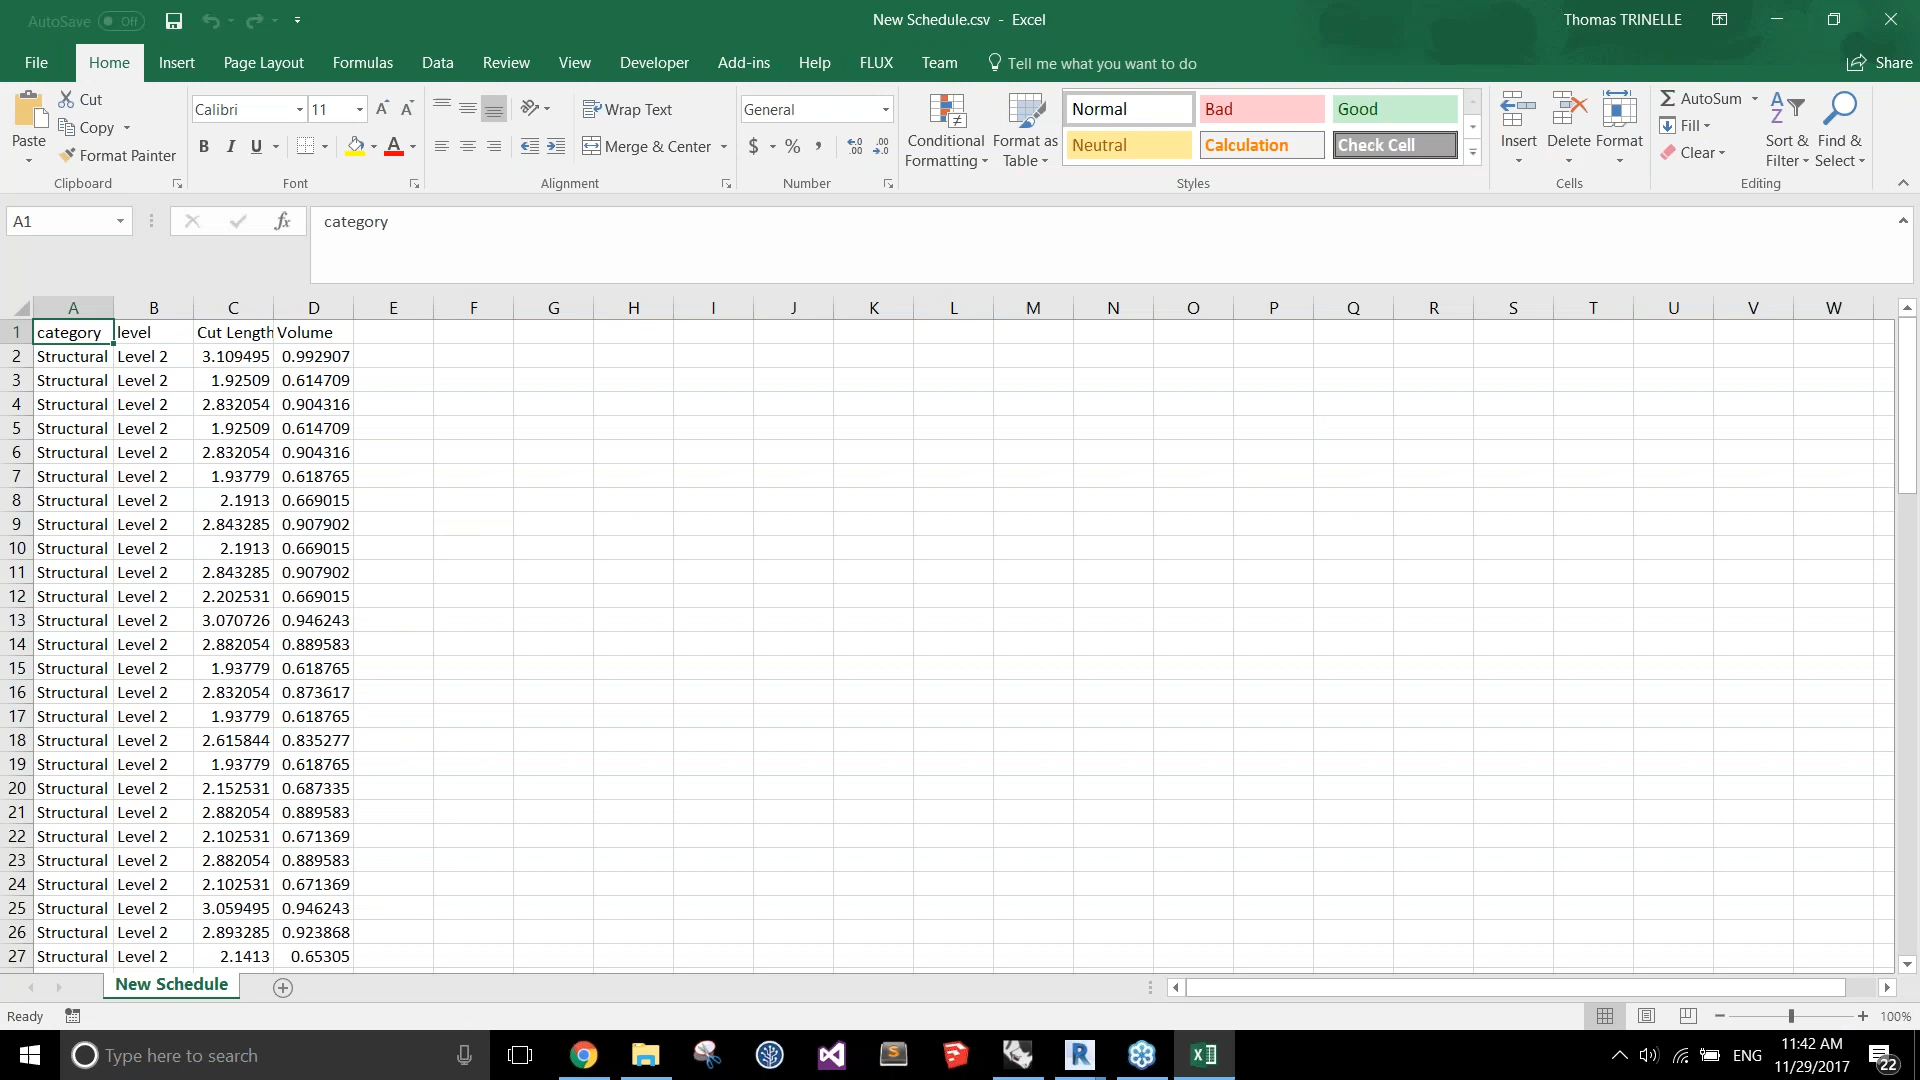 AutoSave Off
New Schedule.csv - Excel
Thomas TRINELLE
File Home Insert Page Layout Formulas Data Review View Developer Add-ins Help FLUX Team Tell me what you want to do Share
Paste
Cut
Copy
Format Painter
Clipboard
Calibri 11
B I U
Font
Wrap Text
Merge & Center
Alignment
General
$ % ,
Number
Conditional Formatting
Format as Table
Normal Bad Good
Neutral Calculation Check Cell
Styles
Insert Delete Format
Cells
AutoSum
Fill
Clear
Sort & Filter
Find & Select
Editing
A1 fx category
A B C D E F G H I J K L M N O P Q R S T U V W
1 category level Cut Length Volume
2 Structural Level 2 3.109495 0.992907
3 Structural Level 2 1.92509 0.614709
4 Structural Level 2 2.832054 0.904316
5 Structural Level 2 1.92509 0.614709
6 Structural Level 2 2.832054 0.904316
7 Structural Level 2 1.93779 0.618765
8 Structural Level 2 2.1913 0.669015
9 Structural Level 2 2.843285 0.907902
10 Structural Level 2 2.1913 0.669015
11 Structural Level 2 2.843285 0.907902
12 Structural Level 2 2.202531 0.669015
13 Structural Level 2 3.070726 0.946243
14 Structural Level 2 2.882054 0.889583
15 Structural Level 2 1.93779 0.618765
16 Structural Level 2 2.832054 0.873617
17 Structural Level 2 1.93779 0.618765
18 Structural Level 2 2.615844 0.835277
19 Structural Level 2 1.93779 0.618765
20 Structural Level 2 2.152531 0.687335
21 Structural Level 2 2.882054 0.889583
22 Structural Level 2 2.102531 0.671369
23 Structural Level 2 2.882054 0.889583
24 Structural Level 2 2.102531 0.671369
25 Structural Level 2 3.059495 0.946243
26 Structural Level 2 2.893285 0.923868
27 Structural Level 2 2.1413 0.65305
New Schedule
Ready
100%
Type here to search
ENG
11:42 AM
11/29/2017
22